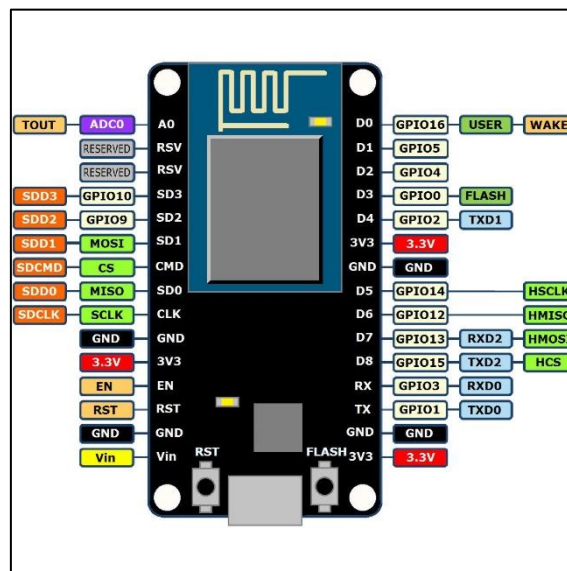 TOUT ADC0 A0 D0 GPIO16 USER WAKE
RESERVED RSV D1 GPIO5
RESERVED RSV D2 GPIO4
SDD3 GPIO10 SD3 D3 GPIO0 FLASH
SDD2 GPIO9 SD2 D4 GPIO2 TXD1
SDD1 MOSI SD1 3V3 3.3V
SDCMD CS CMD GND GND
SDD0 MISO SD0 D5 GPIO14 HSCLK
SDCLK SCLK CLK D6 GPIO12 HMISO
GND GND D7 GPIO13 RXD2 HMOSI
3.3V 3V3 D8 GPIO15 TXD2 HCS
EN EN RX GPIO3 RXD0
RST RST TX GPIO1 TXD0
GND GND GND GND
Vin Vin RST FLASH 3V3 3.3V